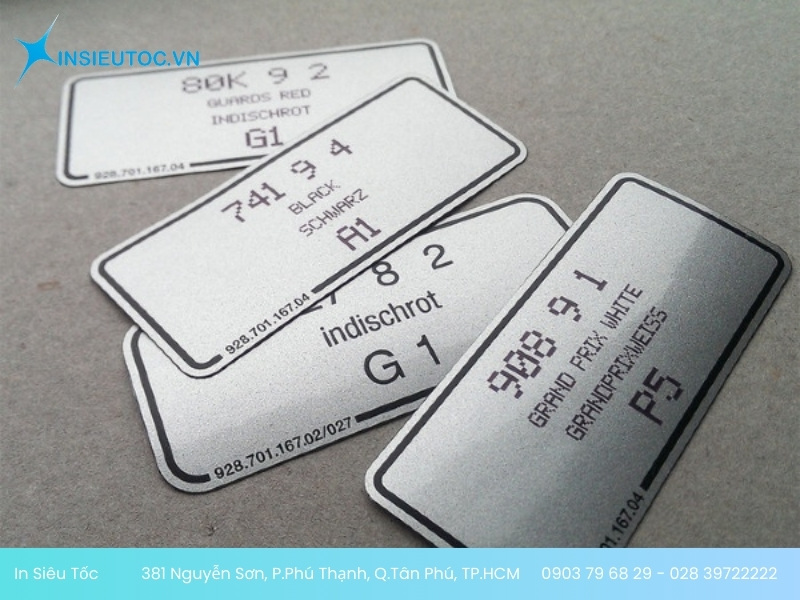 INSIEUTOC.VN
80K 9 2
GUARDS RED
INDISCHROT
G1
928.701.167.04
741 9 4
BLACK
SCHWARZ
A1
928.701.167.04
8 2
indischrot
G 1
928.701.167.02/027
908 9 1
GRAND PRIX WHITE
GRANDPRIXWEISS
P5
In Siêu Tốc 381 Nguyễn Sơn, P.Phú Thạnh, Q.Tân Phú, TP.HCM 0903 79 68 29 - 028 39722222